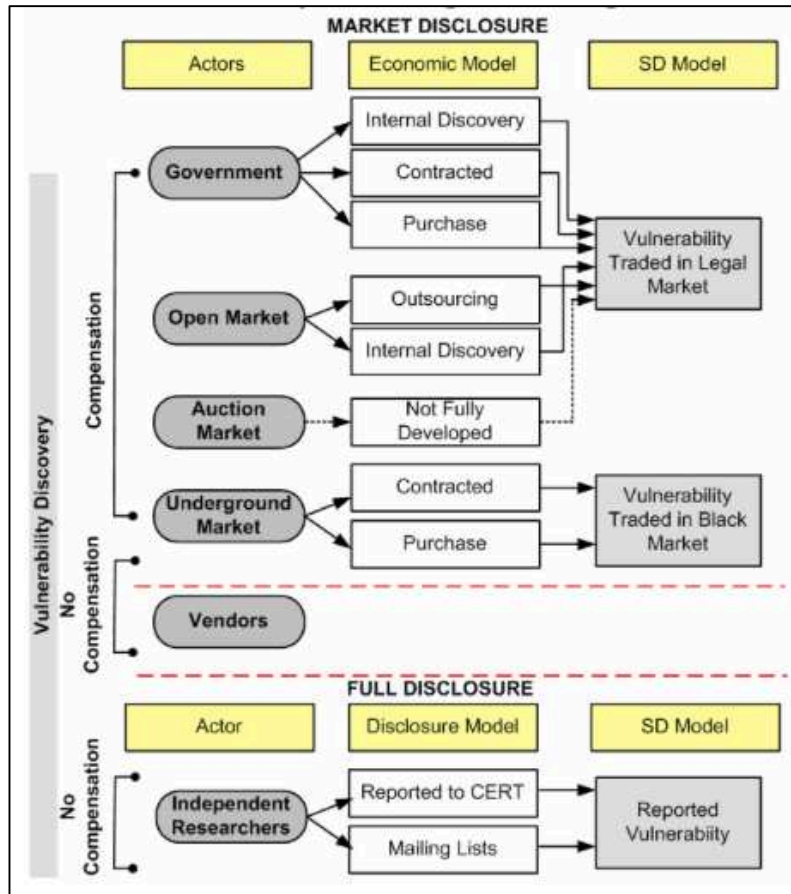 MARKET DISCLOSURE
Actors
Economic Model
SD Model
Government
Internal Discovery
Contracted
Purchase
Vulnerability
Traded in Legal
Market
Open Market
Outsourcing
Internal Discovery
Auction
Market
Not Fully
Developed
Underground
Market
Contracted
Purchase
Vulnerability
Traded in Black
Market
Vendors
Vulnerability Discovery
Compensation
No
Compensation
FULL DISCLOSURE
Actor
Disclosure Model
SD Model
No
Compensation
Independent
Researchers
Reported to CERT
Mailing Lists
Reported
Vulnerabiity